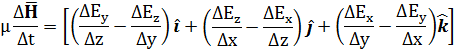 μ ΔH̅/Δt = [(ΔE_y/Δz − ΔE_z/Δy) î + (ΔE_z/Δx − ΔE_x/Δz) ĵ + (ΔE_x/Δy − ΔE_y/Δx) k̂]